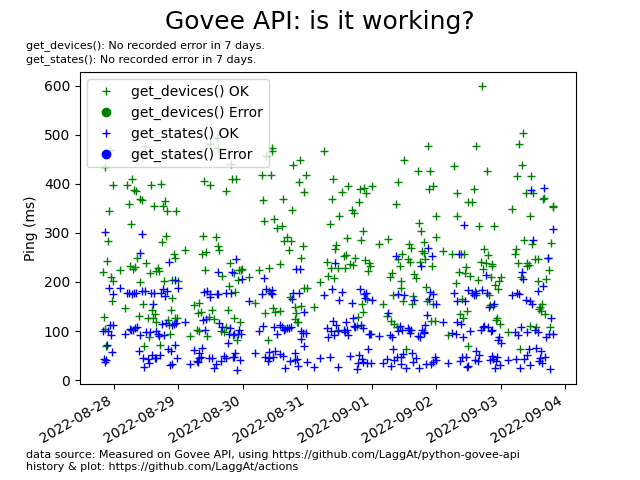 Govee API: is it working?
get_devices(): No recorded error in 7 days.
get_states(): No recorded error in 7 days.
600
500
400
300
200
100
0
Ping (ms)
get_devices() OK
get_devices() Error
get_states() OK
get_states() Error
2022-08-28
2022-08-29
2022-08-30
2022-08-31
2022-09-01
2022-09-02
2022-09-03
2022-09-04
data source: Measured on Govee API, using https://github.com/LaggAt/python-govee-api
history & plot: https://github.com/LaggAt/actions